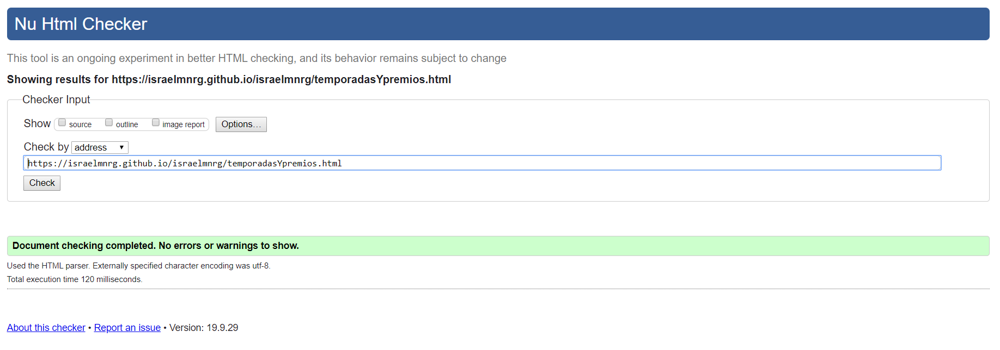 Nu Html Checker
This tool is an ongoing experiment in better HTML checking, and its behavior remains subject to change
Showing results for https://israelmnrg.github.io/israelmnrg/temporadasYpremios.html
Checker Input
Show source outline image report Options...
Check by address
https://israelmnrg.github.io/israelmnrg/temporadasYpremios.html
Check
Document checking completed. No errors or warnings to show.
Used the HTML parser. Externally specified character encoding was utf-8.
Total execution time 120 milliseconds.
About this checker • Report an issue • Version: 19.9.29